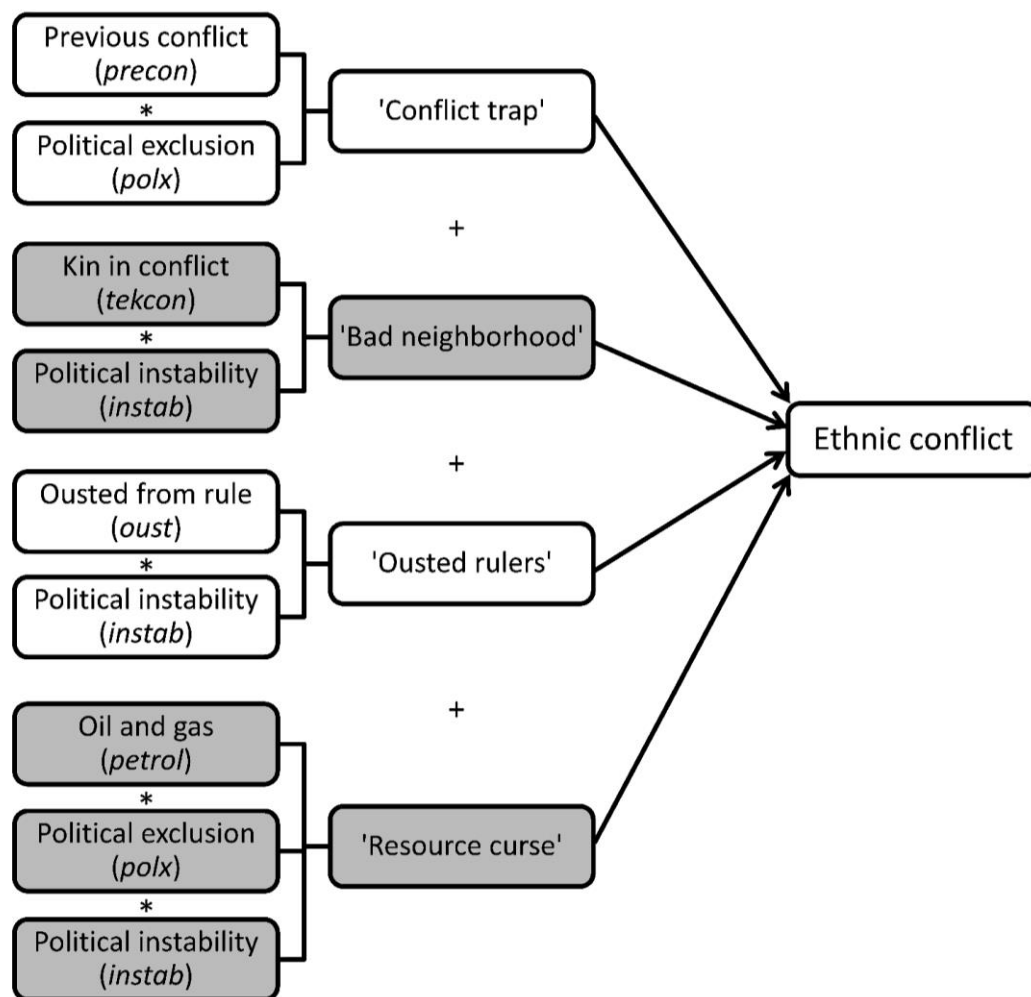 Previous conflict
(precon)
*
Political exclusion
(polx)
'Conflict trap'
+
Kin in conflict
(tekcon)
*
Political instability
(instab)
'Bad neighborhood'
+
Ousted from rule
(oust)
*
Political instability
(instab)
'Ousted rulers'
+
Oil and gas
(petrol)
*
Political exclusion
(polx)
*
Political instability
(instab)
'Resource curse'
Ethnic conflict